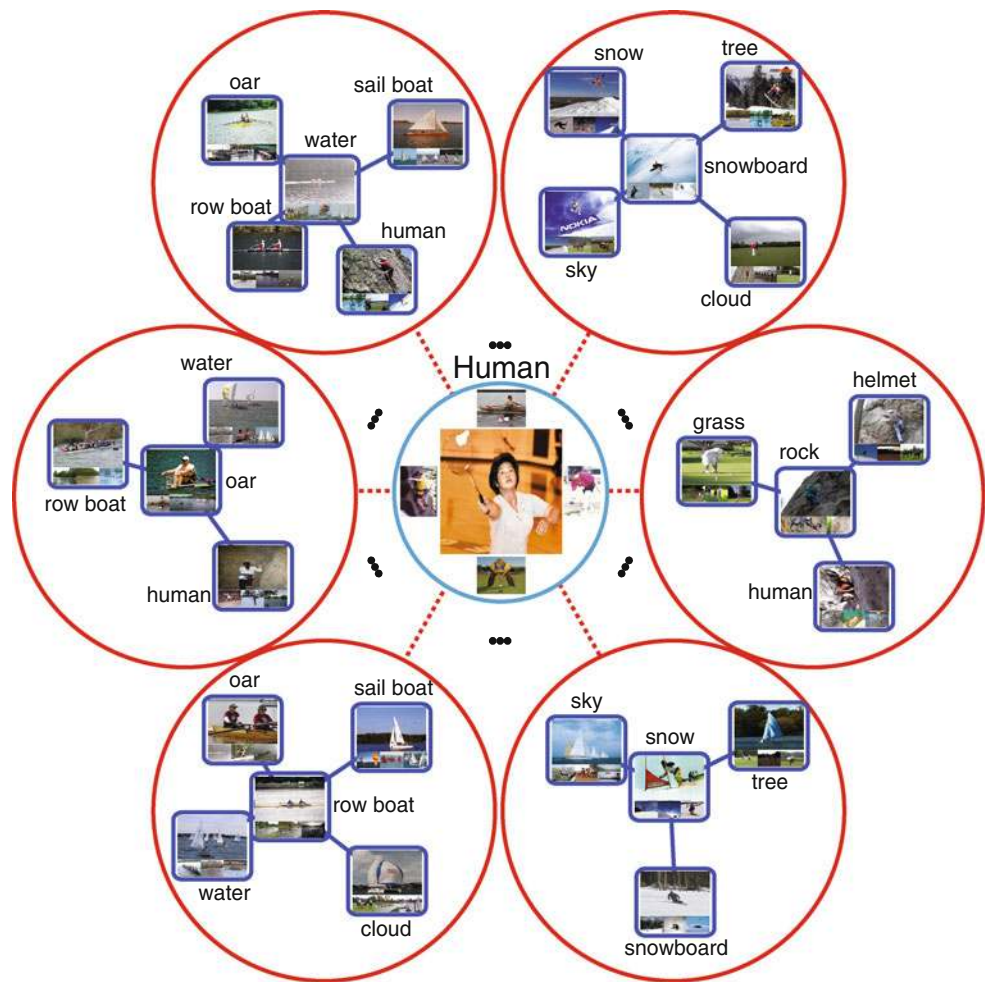 oar
sail boat
water
row boat
human
snow
tree
snowboard
NOKIA
sky
cloud
Human
water
row boat
oar
human
helmet
grass
rock
human
oar
sail boat
row boat
water
cloud
sky
snow
tree
snowboard